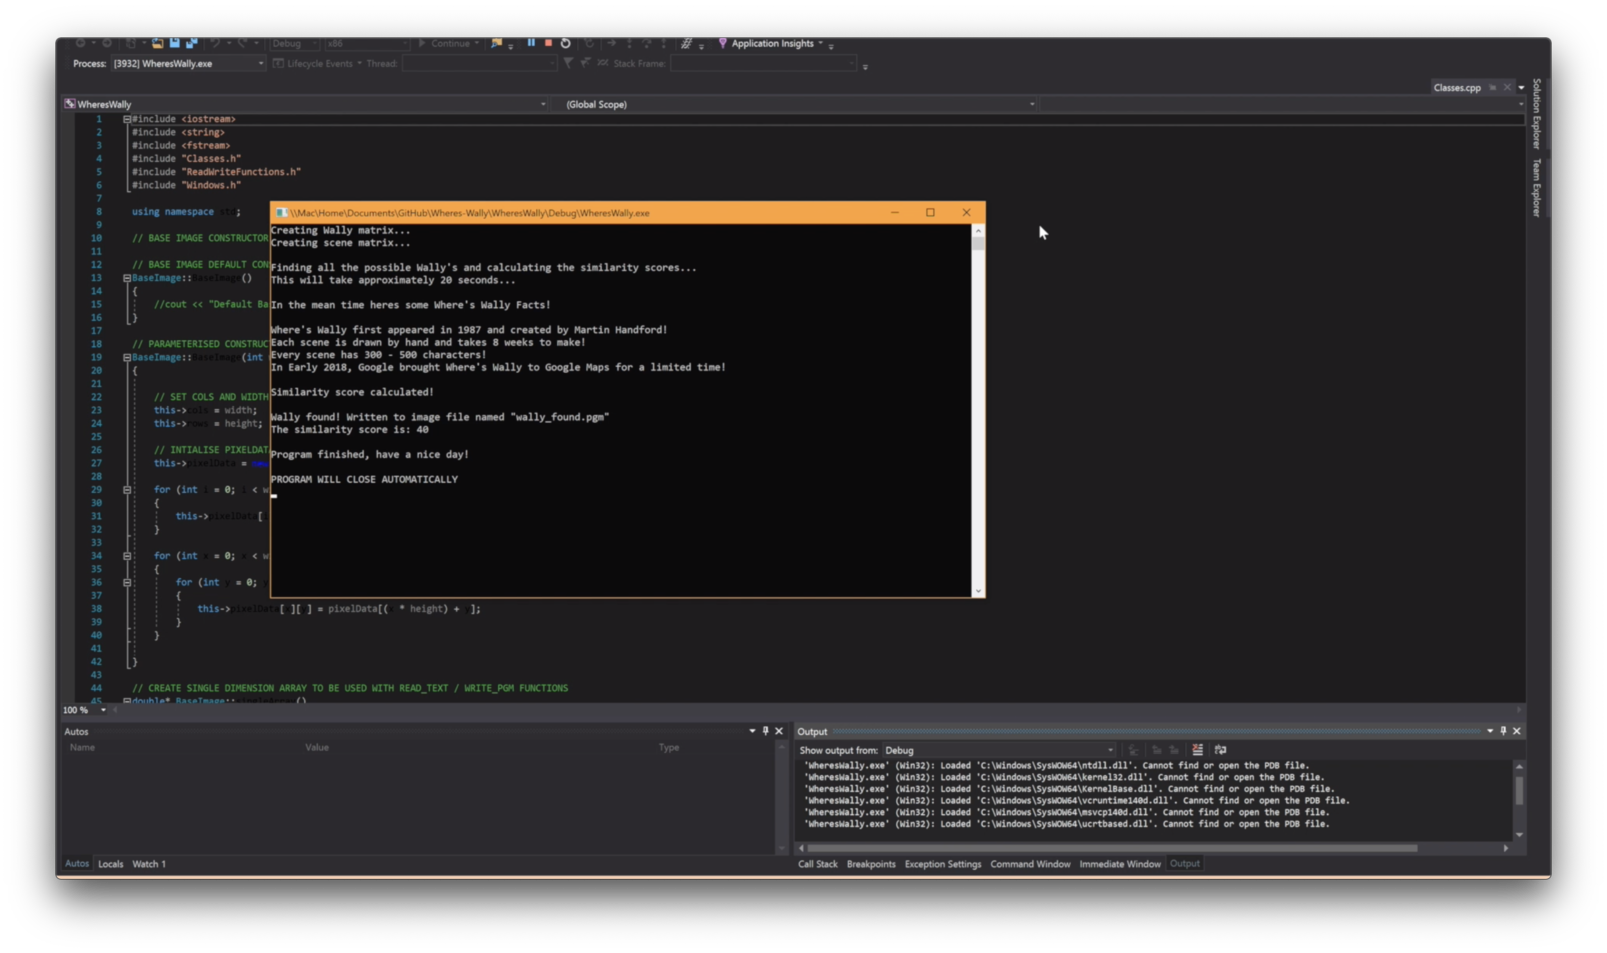 Debug x86 Continue Application Insights
Process: [3932] WheresWally.exe Lifecycle Events Thread: Stack Frame:
Classes.cpp
Solution Explorer
Team Explorer
WheresWally (Global Scope)
1 #include <iostream>
2 #include <string>
3 #include <fstream>
4 #include "Classes.h"
5 #include "ReadWriteFunctions.h"
6 #include "Windows.h"
7
8 using namespace std;
9
10 // BASE IMAGE CONSTRUCTOR
11
12 // BASE IMAGE DEFAULT CON
13 BaseImage::BaseImage()
14 {
15 //cout << "Default Ba
16 }
17
18 // PARAMETERISED CONSTRUC
19 BaseImage::BaseImage(int
20 {
21
22 // SET COLS AND WIDTH
23 this->cols = width;
24 this->rows = height;
25
26 // INTIALISE PIXELDAT
27 this->pixelData =
28
29 for (int i = 0; i < w
30 {
31 this->pixelData[
32 }
33
34 for (int x = 0; x < w
35 {
36 for (int y = 0;
37 {
38 this->pixelData[x][y] = pixelData[(x * height) + y];
39 }
40 }
41
42 }
43
44 // CREATE SINGLE DIMENSION ARRAY TO BE USED WITH READ_TEXT / WRITE_PGM FUNCTIONS
45 double* BaseImage::
\\Mac\Home\Documents\GitHub\Wheres-Wally\WheresWally\Debug\WheresWally.exe
Creating Wally matrix...
Creating scene matrix...
Finding all the possible Wally's and calculating the similarity scores...
This will take approximately 20 seconds...
In the mean time heres some Where's Wally Facts!
Where's Wally first appeared in 1987 and created by Martin Handford!
Each scene is drawn by hand and takes 8 weeks to make!
Every scene has 300 - 500 characters!
In Early 2018, Google brought Where's Wally to Google Maps for a limited time!
Similarity score calculated!
Wally found! Written to image file named "wally_found.pgm"
The similarity score is: 40
Program finished, have a nice day!
PROGRAM WILL CLOSE AUTOMATICALLY
100 %
Autos
Name Value Type
Autos Locals Watch 1
Output
Show output from: Debug
'WheresWally.exe' (Win32): Loaded 'C:\Windows\SysWOW64\ntdll.dll'. Cannot find or open the PDB file.
'WheresWally.exe' (Win32): Loaded 'C:\Windows\SysWOW64\kernel32.dll'. Cannot find or open the PDB file.
'WheresWally.exe' (Win32): Loaded 'C:\Windows\SysWOW64\KernelBase.dll'. Cannot find or open the PDB file.
'WheresWally.exe' (Win32): Loaded 'C:\Windows\SysWOW64\vcruntime140d.dll'. Cannot find or open the PDB file.
'WheresWally.exe' (Win32): Loaded 'C:\Windows\SysWOW64\msvcp140d.dll'. Cannot find or open the PDB file.
'WheresWally.exe' (Win32): Loaded 'C:\Windows\SysWOW64\ucrtbased.dll'. Cannot find or open the PDB file.
Call Stack Breakpoints Exception Settings Command Window Immediate Window Output